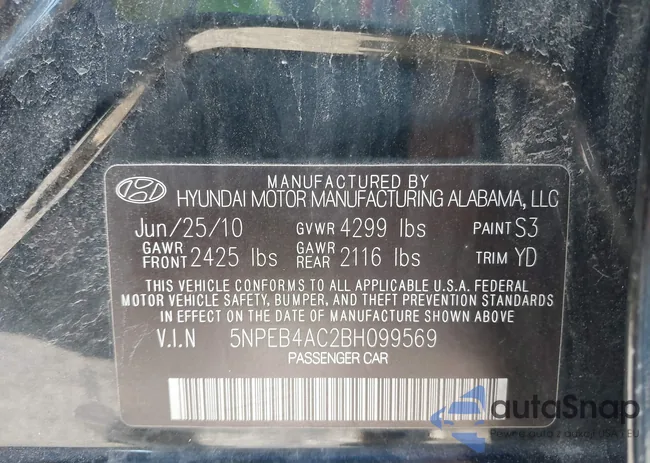 MANUFACTURED BY
HYUNDAI MOTOR MANUFACTURING ALABAMA, LLC
Jun/25/10 GVWR 4299 lbs PAINT S3
GAWR FRONT 2425 lbs GAWR REAR 2116 lbs TRIM YD
THIS VEHICLE CONFORMS TO ALL APPLICABLE U.S.A. FEDERAL
MOTOR VEHICLE SAFETY, BUMPER, AND THEFT PREVENTION STANDARDS
IN EFFECT ON THE DATE OF MANUFACTURE SHOWN ABOVE.
V.I.N 5NPEB4AC2BH099569
PASSENGER CAR
autoSnap